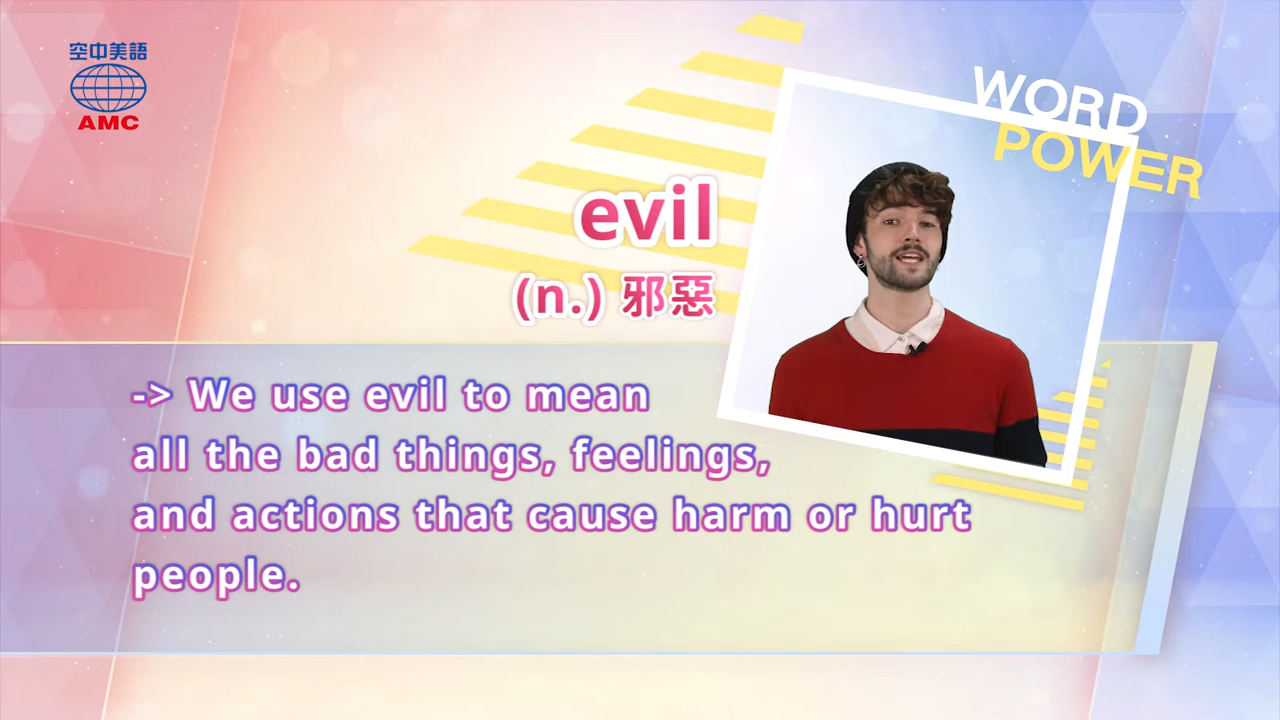 空中美語
AMC
WORD
POWER
evil
(n.) 邪惡
-> We use evil to mean
all the bad things, feelings,
and actions that cause harm or hurt
people.